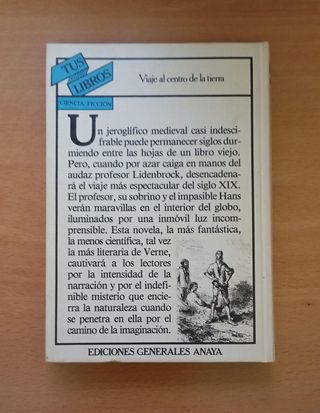 TUS
LIBROS
CIENCIA FICCIÓN
Viaje al centro de la tierra
Un jeroglífico medieval casi indesci-
frable puede permanecer siglos dur-
miendo entre las hojas de un libro viejo.
Pero, cuando por azar caiga en manos del
audaz profesor Lidenbrock, desencadena-
rá el viaje más espectacular del siglo XIX.
El profesor, su sobrino y el impasible Hans
verán maravillas en el interior del globo,
iluminados por una inmóvil luz incom-
prensible. Esta novela, la más fantástica,
la menos científica, tal vez
la más literaria de Verne,
cautivará a los lectores
por la intensidad de la
narración y por el indefi-
nible misterio que encie-
rra la naturaleza cuando
se penetra en ella por el
camino de la imaginación.
EDICIONES GENERALES ANAYA